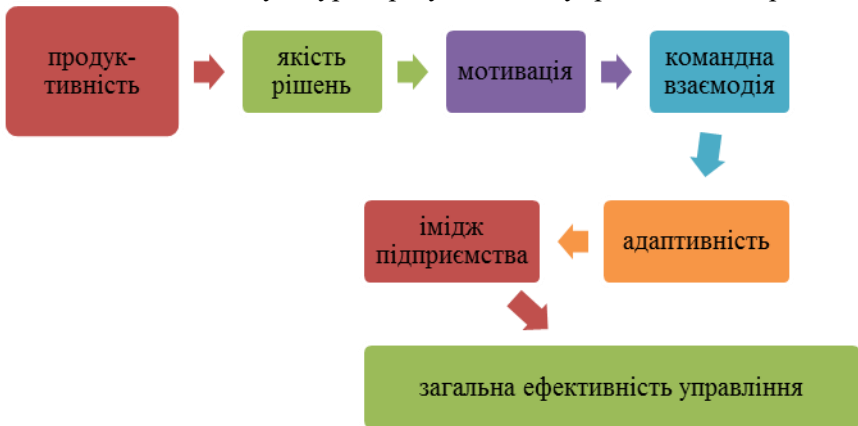 продук-
тивність
якість
рішень
мотивація
командна
взаємодія
адаптивність
імідж
підприємства
загальна ефективність управління